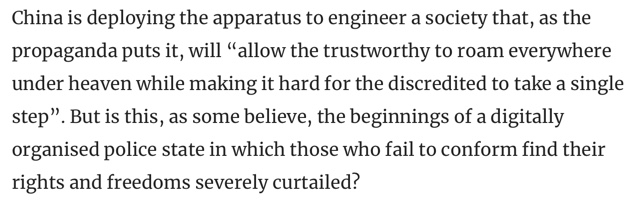 China is deploying the apparatus to engineer a society that, as the
propaganda puts it, will “allow the trustworthy to roam everywhere
under heaven while making it hard for the discredited to take a single
step”. But is this, as some believe, the beginnings of a digitally
organised police state in which those who fail to conform find their
rights and freedoms severely curtailed?